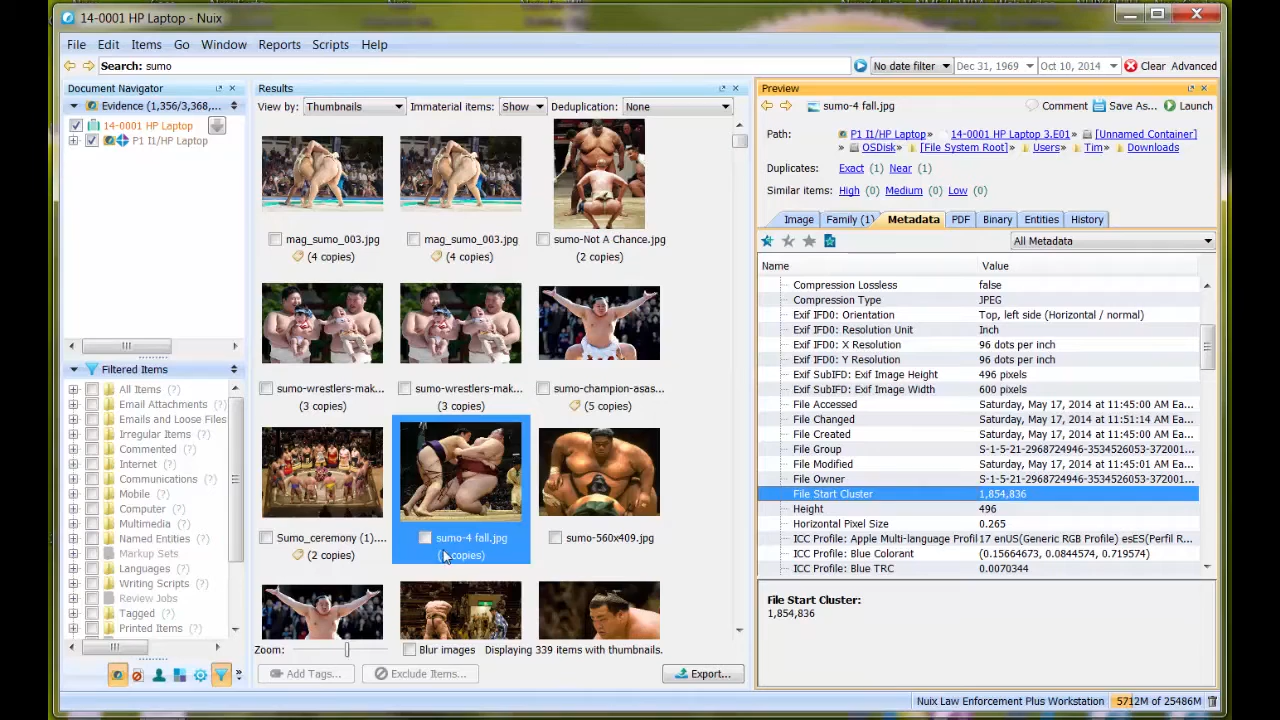 14-0001 HP Laptop - Nuix
File Edit Items Go Window Reports Scripts Help
Search: sumo
No date filter Dec 31, 1969 Oct 10, 2014 Clear Advanced
Document Navigator
Evidence (1,356/3,368,...
14-0001 HP Laptop
P1 I1/HP Laptop
Filtered Items
All Items (?)
Email Attachments (?)
Emails and Loose Files
Irregular Items (?)
Commented (?)
Internet (?)
Communications (?)
Mobile (?)
Computer (?)
Multimedia (?)
Named Entities (?)
Markup Sets
Languages (?)
Writing Scripts (?)
Review Jobs
Tagged (?)
Printed Items (?)
Results
View by: Thumbnails Immaterial items: Show Deduplication: None
mag_sumo_003.jpg mag_sumo_003.jpg sumo-Not A Chance.jpg
(4 copies) (4 copies) (2 copies)
sumo-wrestlers-mak... sumo-wrestlers-mak... sumo-champion-asas...
(3 copies) (3 copies) (5 copies)
Sumo_ceremony (1).... sumo-4 fall.jpg sumo-560x409.jpg
(2 copies) copies)
Zoom: Blur images Displaying 339 items with thumbnails.
Add Tags... Exclude Items... Export...
Preview
sumo-4 fall.jpg Comment Save As... Launch
Path: P1 I1/HP Laptop» 14-0001 HP Laptop 3.E01» [Unnamed Container]
» OSDisk» [File System Root]» Users» Tim» Downloads
Duplicates: Exact (1) Near (1)
Similar items: High (0) Medium (0) Low (0)
Image Family (1) Metadata PDF Binary Entities History
All Metadata
Name Value
Compression Lossless false
Compression Type JPEG
Exif IFD0: Orientation Top, left side (Horizontal / normal)
Exif IFD0: Resolution Unit Inch
Exif IFD0: X Resolution 96 dots per inch
Exif IFD0: Y Resolution 96 dots per inch
Exif SubIFD: Exif Image Height 496 pixels
Exif SubIFD: Exif Image Width 600 pixels
File Accessed Saturday, May 17, 2014 at 11:45:00 AM Ea...
File Changed Saturday, May 17, 2014 at 11:51:14 AM Ea...
File Created Saturday, May 17, 2014 at 11:45:00 AM Ea...
File Group S-1-5-21-2968724946-3534526053-372001...
File Modified Saturday, May 17, 2014 at 11:45:01 AM Ea...
File Owner S-1-5-21-2968724946-3534526053-372001...
File Start Cluster 1,854,836
Height 496
Horizontal Pixel Size 0.265
ICC Profile: Apple Multi-language Profil 17 enUS(Generic RGB Profile) esES(Perfil R...
ICC Profile: Blue Colorant (0.15664673, 0.0844574, 0.719574)
ICC Profile: Blue TRC 0.0070344
File Start Cluster:
1,854,836
Nuix Law Enforcement Plus Workstation 5712M of 25486M